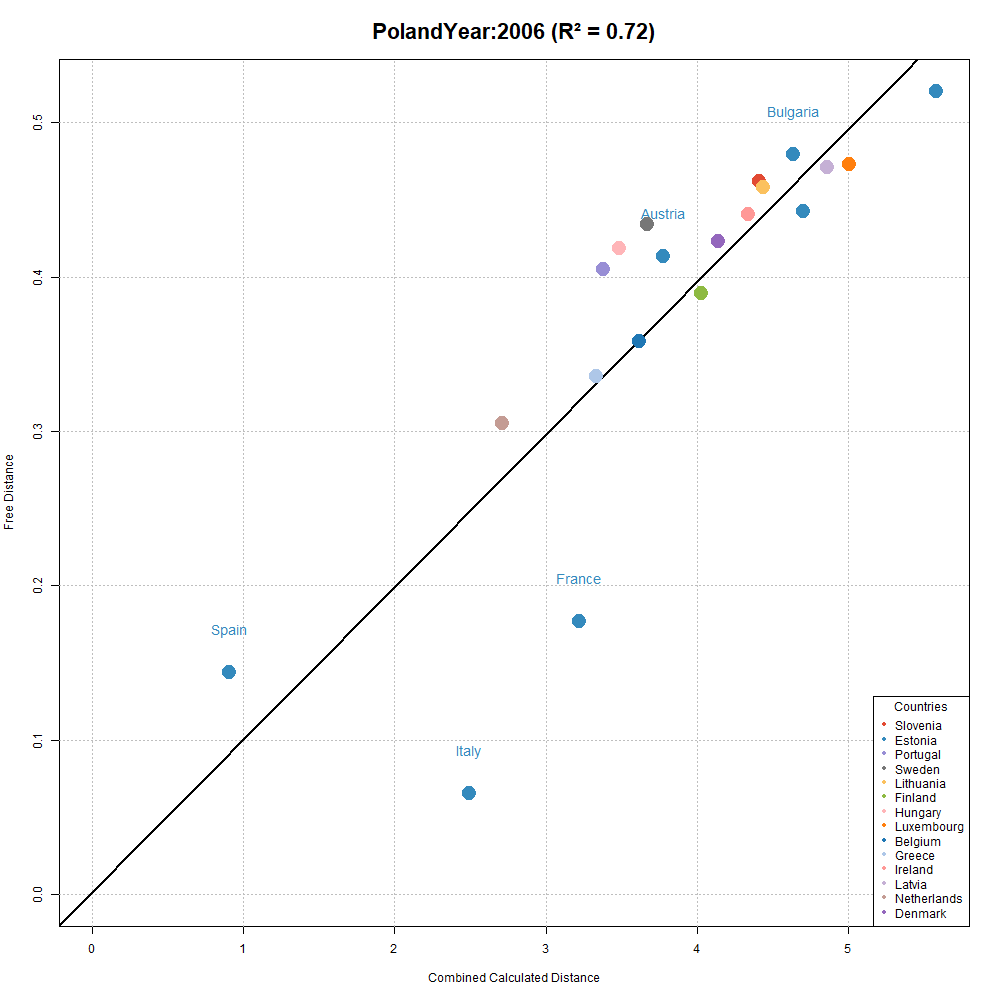 PolandYear:2006 (R² = 0.72)
Bulgaria
Austria
France
Spain
Italy
Free Distance
0.5
0.4
0.3
0.2
0.1
0.0
0
1
2
3
4
5
Combined Calculated Distance
Countries
Slovenia
Estonia
Portugal
Sweden
Lithuania
Finland
Hungary
Luxembourg
Belgium
Greece
Ireland
Latvia
Netherlands
Denmark